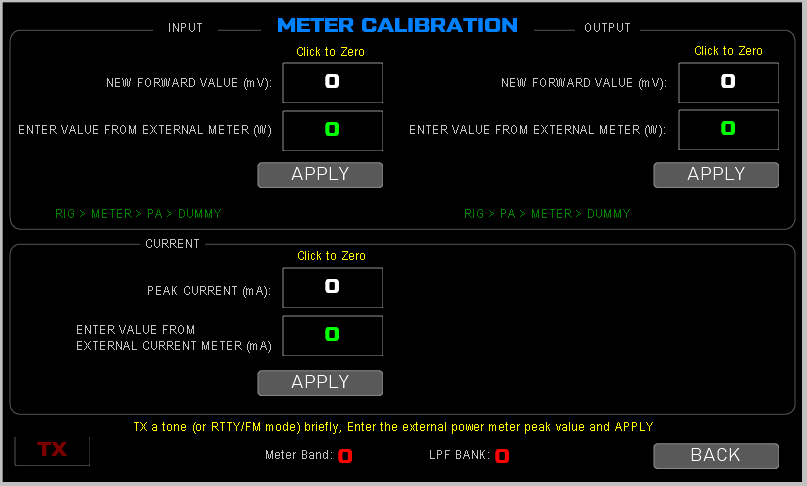 METER CALIBRATION
INPUT
OUTPUT
Click to Zero
Click to Zero
NEW FORWARD VALUE (mV): 0
NEW FORWARD VALUE (mV): 0
ENTER VALUE FROM EXTERNAL METER (W) 0
ENTER VALUE FROM EXTERNAL METER (W): 0
APPLY
APPLY
RIG > METER > PA > DUMMY
RIG > PA > METER > DUMMY
CURRENT
Click to Zero
PEAK CURRENT (mA): 0
ENTER VALUE FROM
EXTERNAL CURRENT METER (mA) 0
APPLY
TX a tone (or RTTY/FM mode) briefly, Enter the external power meter peak value and APPLY
TX
Meter Band: 0
LPF BANK: 0
BACK